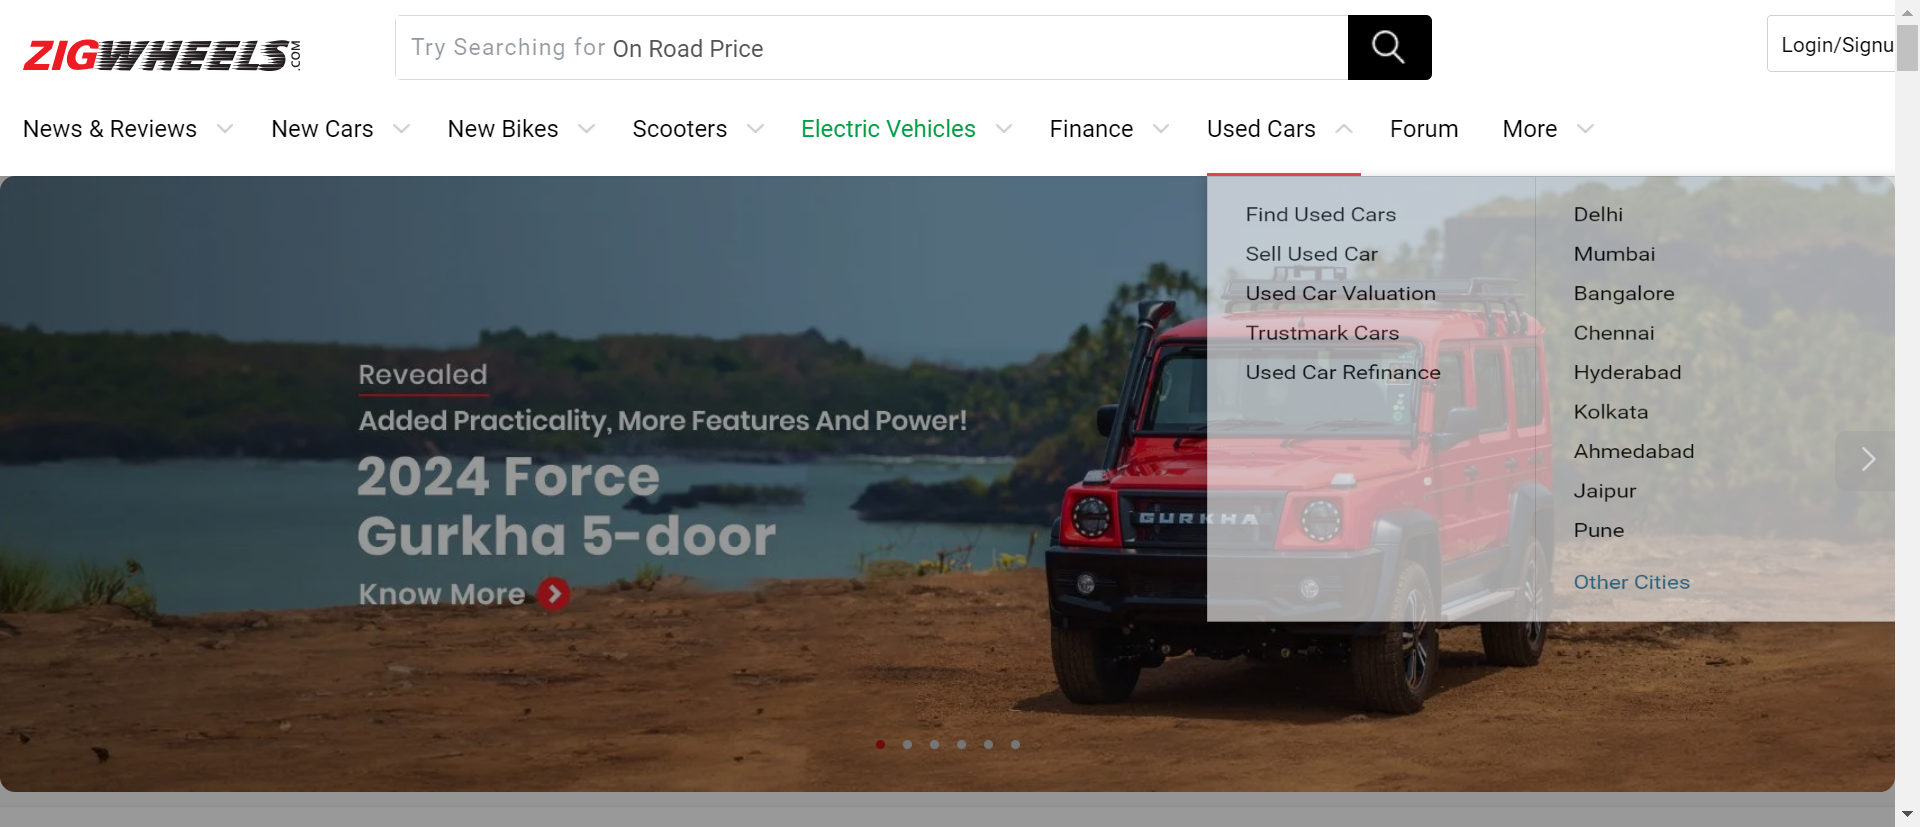 ZIGWHEELS.COM
Try Searching for On Road Price
Login/Signu
News & Reviews
New Cars
New Bikes
Scooters
Electric Vehicles
Finance
Used Cars
Forum
More
Find Used Cars
Sell Used Car
Used Car Valuation
Trustmark Cars
Used Car Refinance
Delhi
Mumbai
Bangalore
Chennai
Hyderabad
Kolkata
Ahmedabad
Jaipur
Pune
Other Cities
Revealed
Added Practicality, More Features And Power!
2024 Force
Gurkha 5-door
Know More
GURKHA